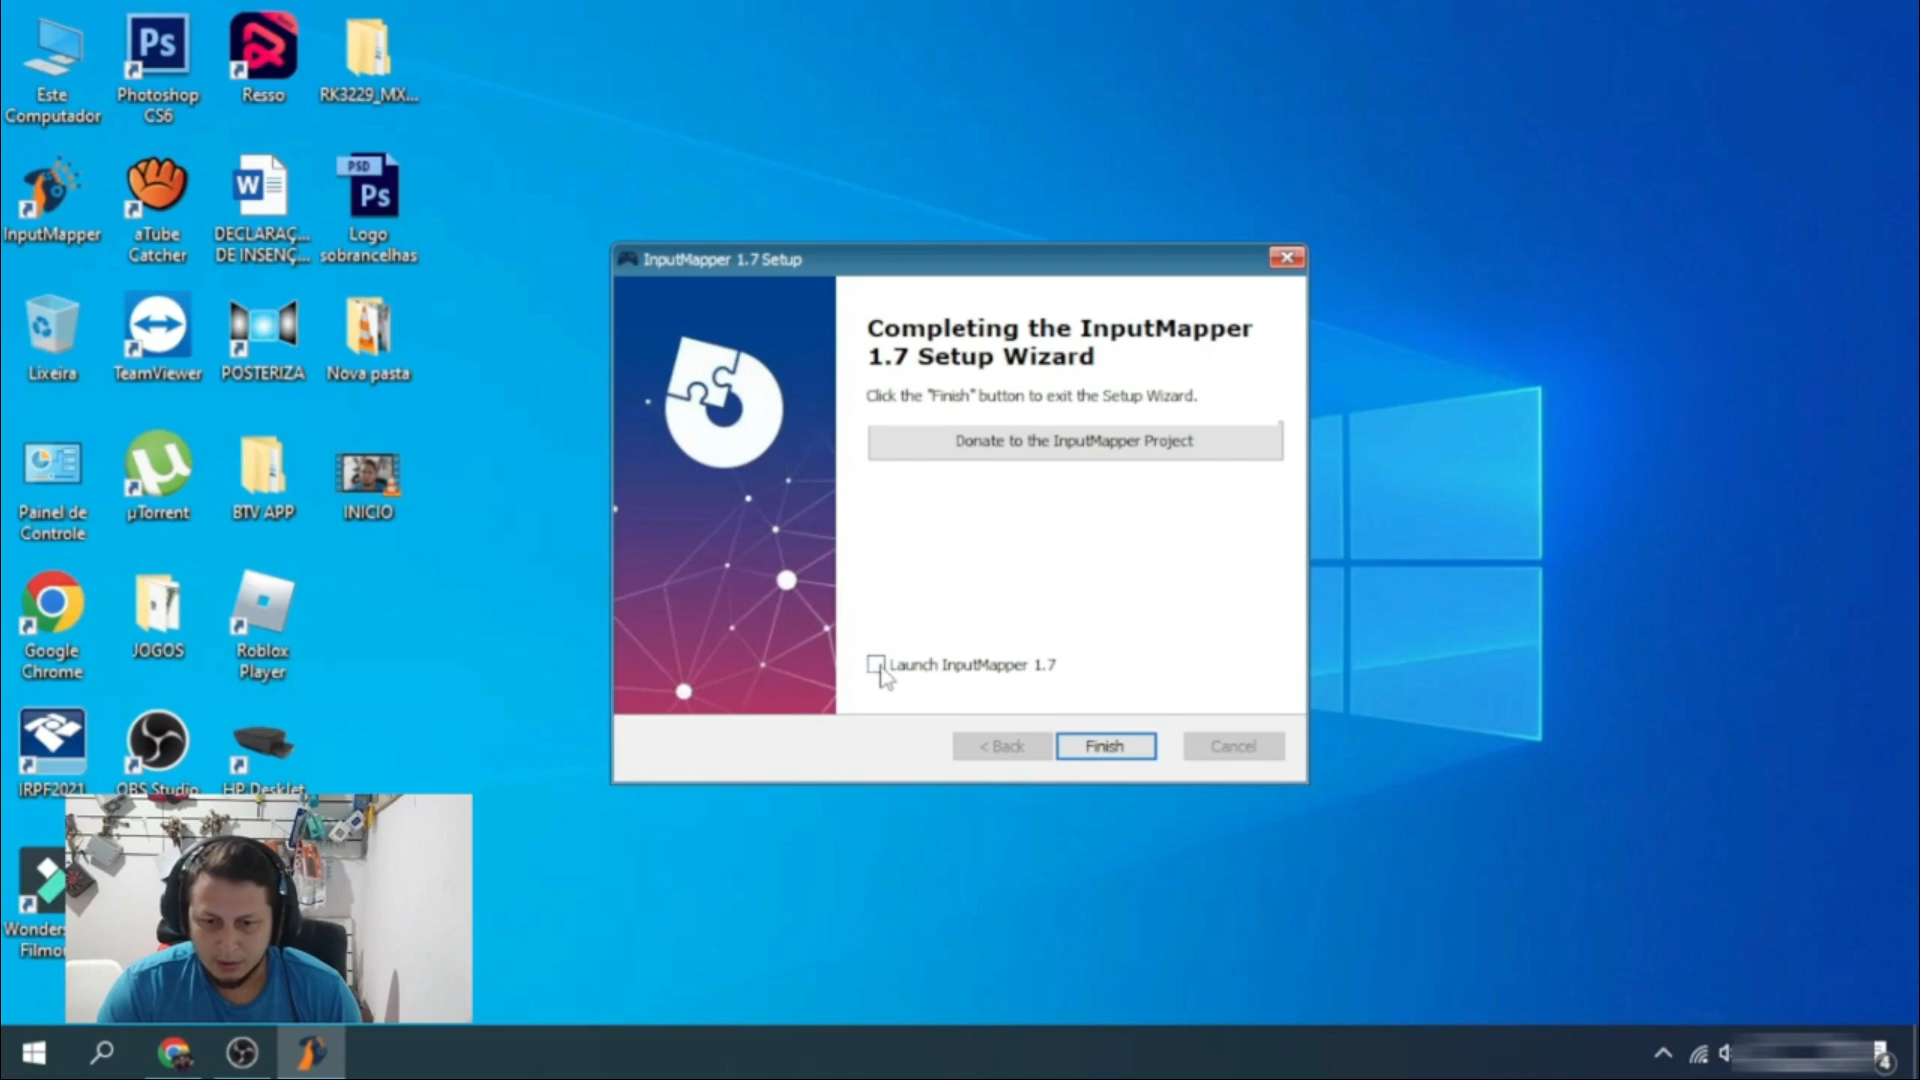 Este
Computador
Ps
Photoshop
CS6
Resso
RK3229_MX...
InputMapper
aTube
Catcher
W
DECLARAÇ...
DE INSENÇ...
PSD
Ps
Logo
sobrancelhas
Lixeira
TeamViewer
POSTERIZA
Nova pasta
Painel de
Controle
µ
µTorrent
BTV APP
INICIO
Google
Chrome
JOGOS
Roblox
Player
IRPF2021
OBS Studio
HP Deskjet
Wonders
Filmo
InputMapper 1.7 Setup
Completing the InputMapper
1.7 Setup Wizard
Click the "Finish" button to exit the Setup Wizard.
Donate to the InputMapper Project
Launch InputMapper 1.7
< Back
Finish
Cancel
4